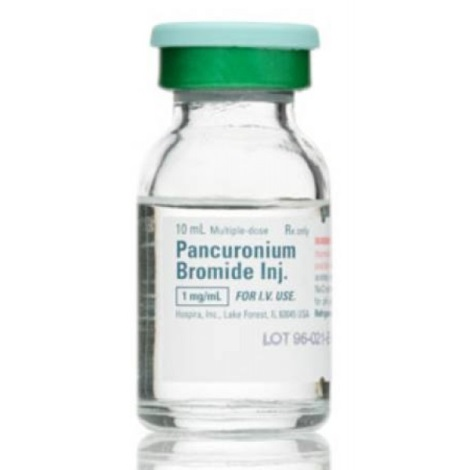 10 mL Multiple-dose Rx only
Pancuronium
Bromide Inj.
1 mg/mL FOR I.V. USE.
Hospira, Inc., Lake Forest, IL 60045 USA
LOT 96-021-